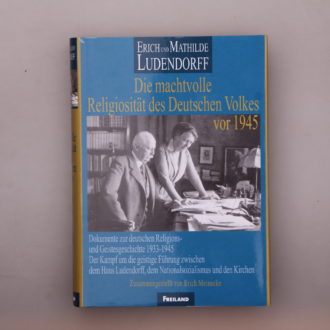 ERICH UND MATHILDE
LUDENDORFF
Die machtvolle
Religiosität des Deutschen Volkes
vor 1945
Dokumente zur deutschen Religions-
und Geistesgeschichte 1933-1945
Der Kampf um die geistige Führung zwischen
dem Haus Ludendorff, dem Nationalsozialismus und den Kirchen
Zusammengestellt von Erich Meinecke
FREILAND